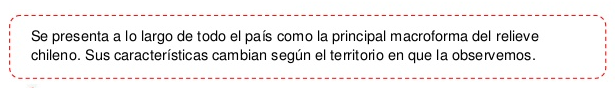 Se presenta a lo largo de todo el país como la principal macroforma del relieve
chileno. Sus características cambian según el territorio en que la observemos.